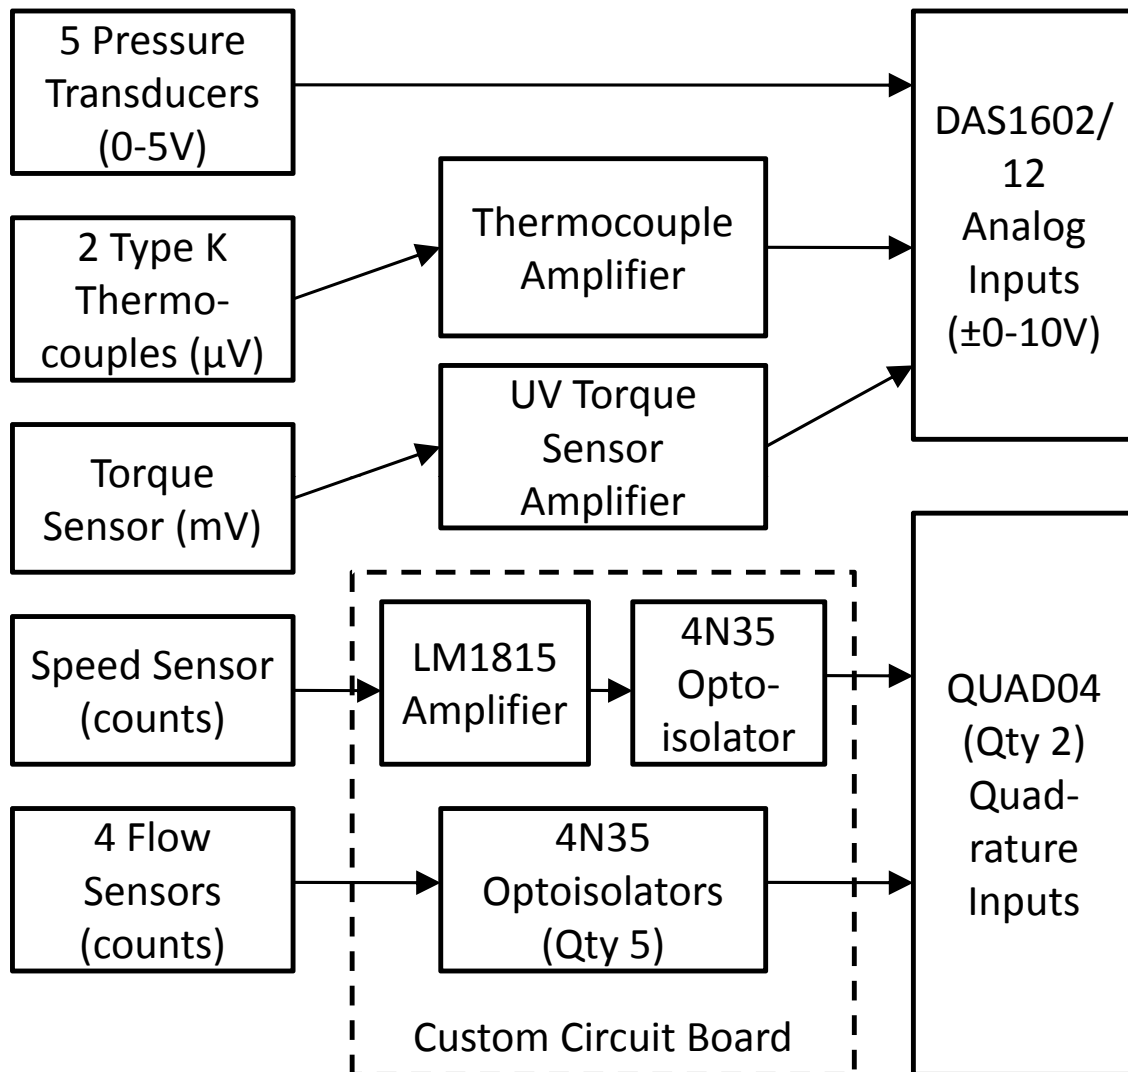 5 Pressure
Transducers
(0-5V)
2 Type K
Thermo-
couples (µV)
Torque
Sensor (mV)
Speed Sensor
(counts)
4 Flow
Sensors
(counts)
Thermocouple
Amplifier
UV Torque
Sensor
Amplifier
LM1815
Amplifier
4N35
Opto-
isolator
4N35
Optoisolators
(Qty 5)
Custom Circuit Board
DAS1602/
12
Analog
Inputs
(±0-10V)
QUAD04
(Qty 2)
Quad-
rature
Inputs